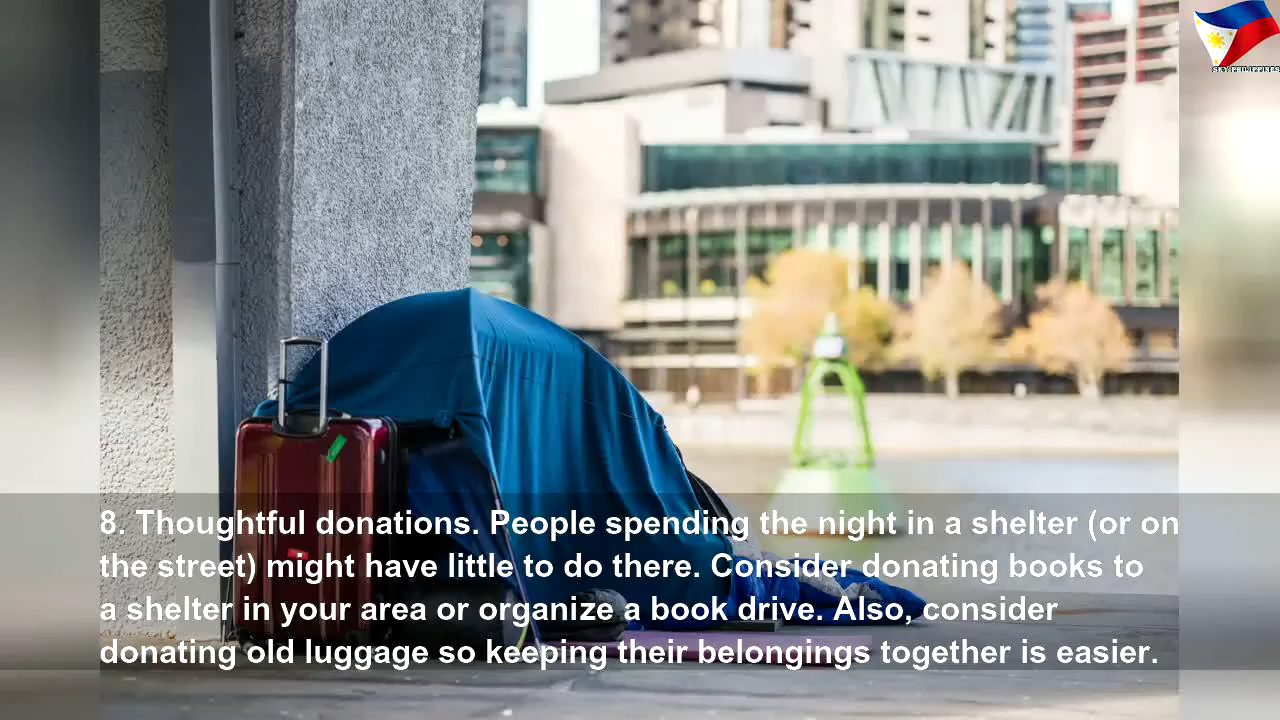 SKY PHILIPPINES
8. Thoughtful donations. People spending the night in a shelter (or on
the street) might have little to do there. Consider donating books to
a shelter in your area or organize a book drive. Also, consider
donating old luggage so keeping their belongings together is easier.